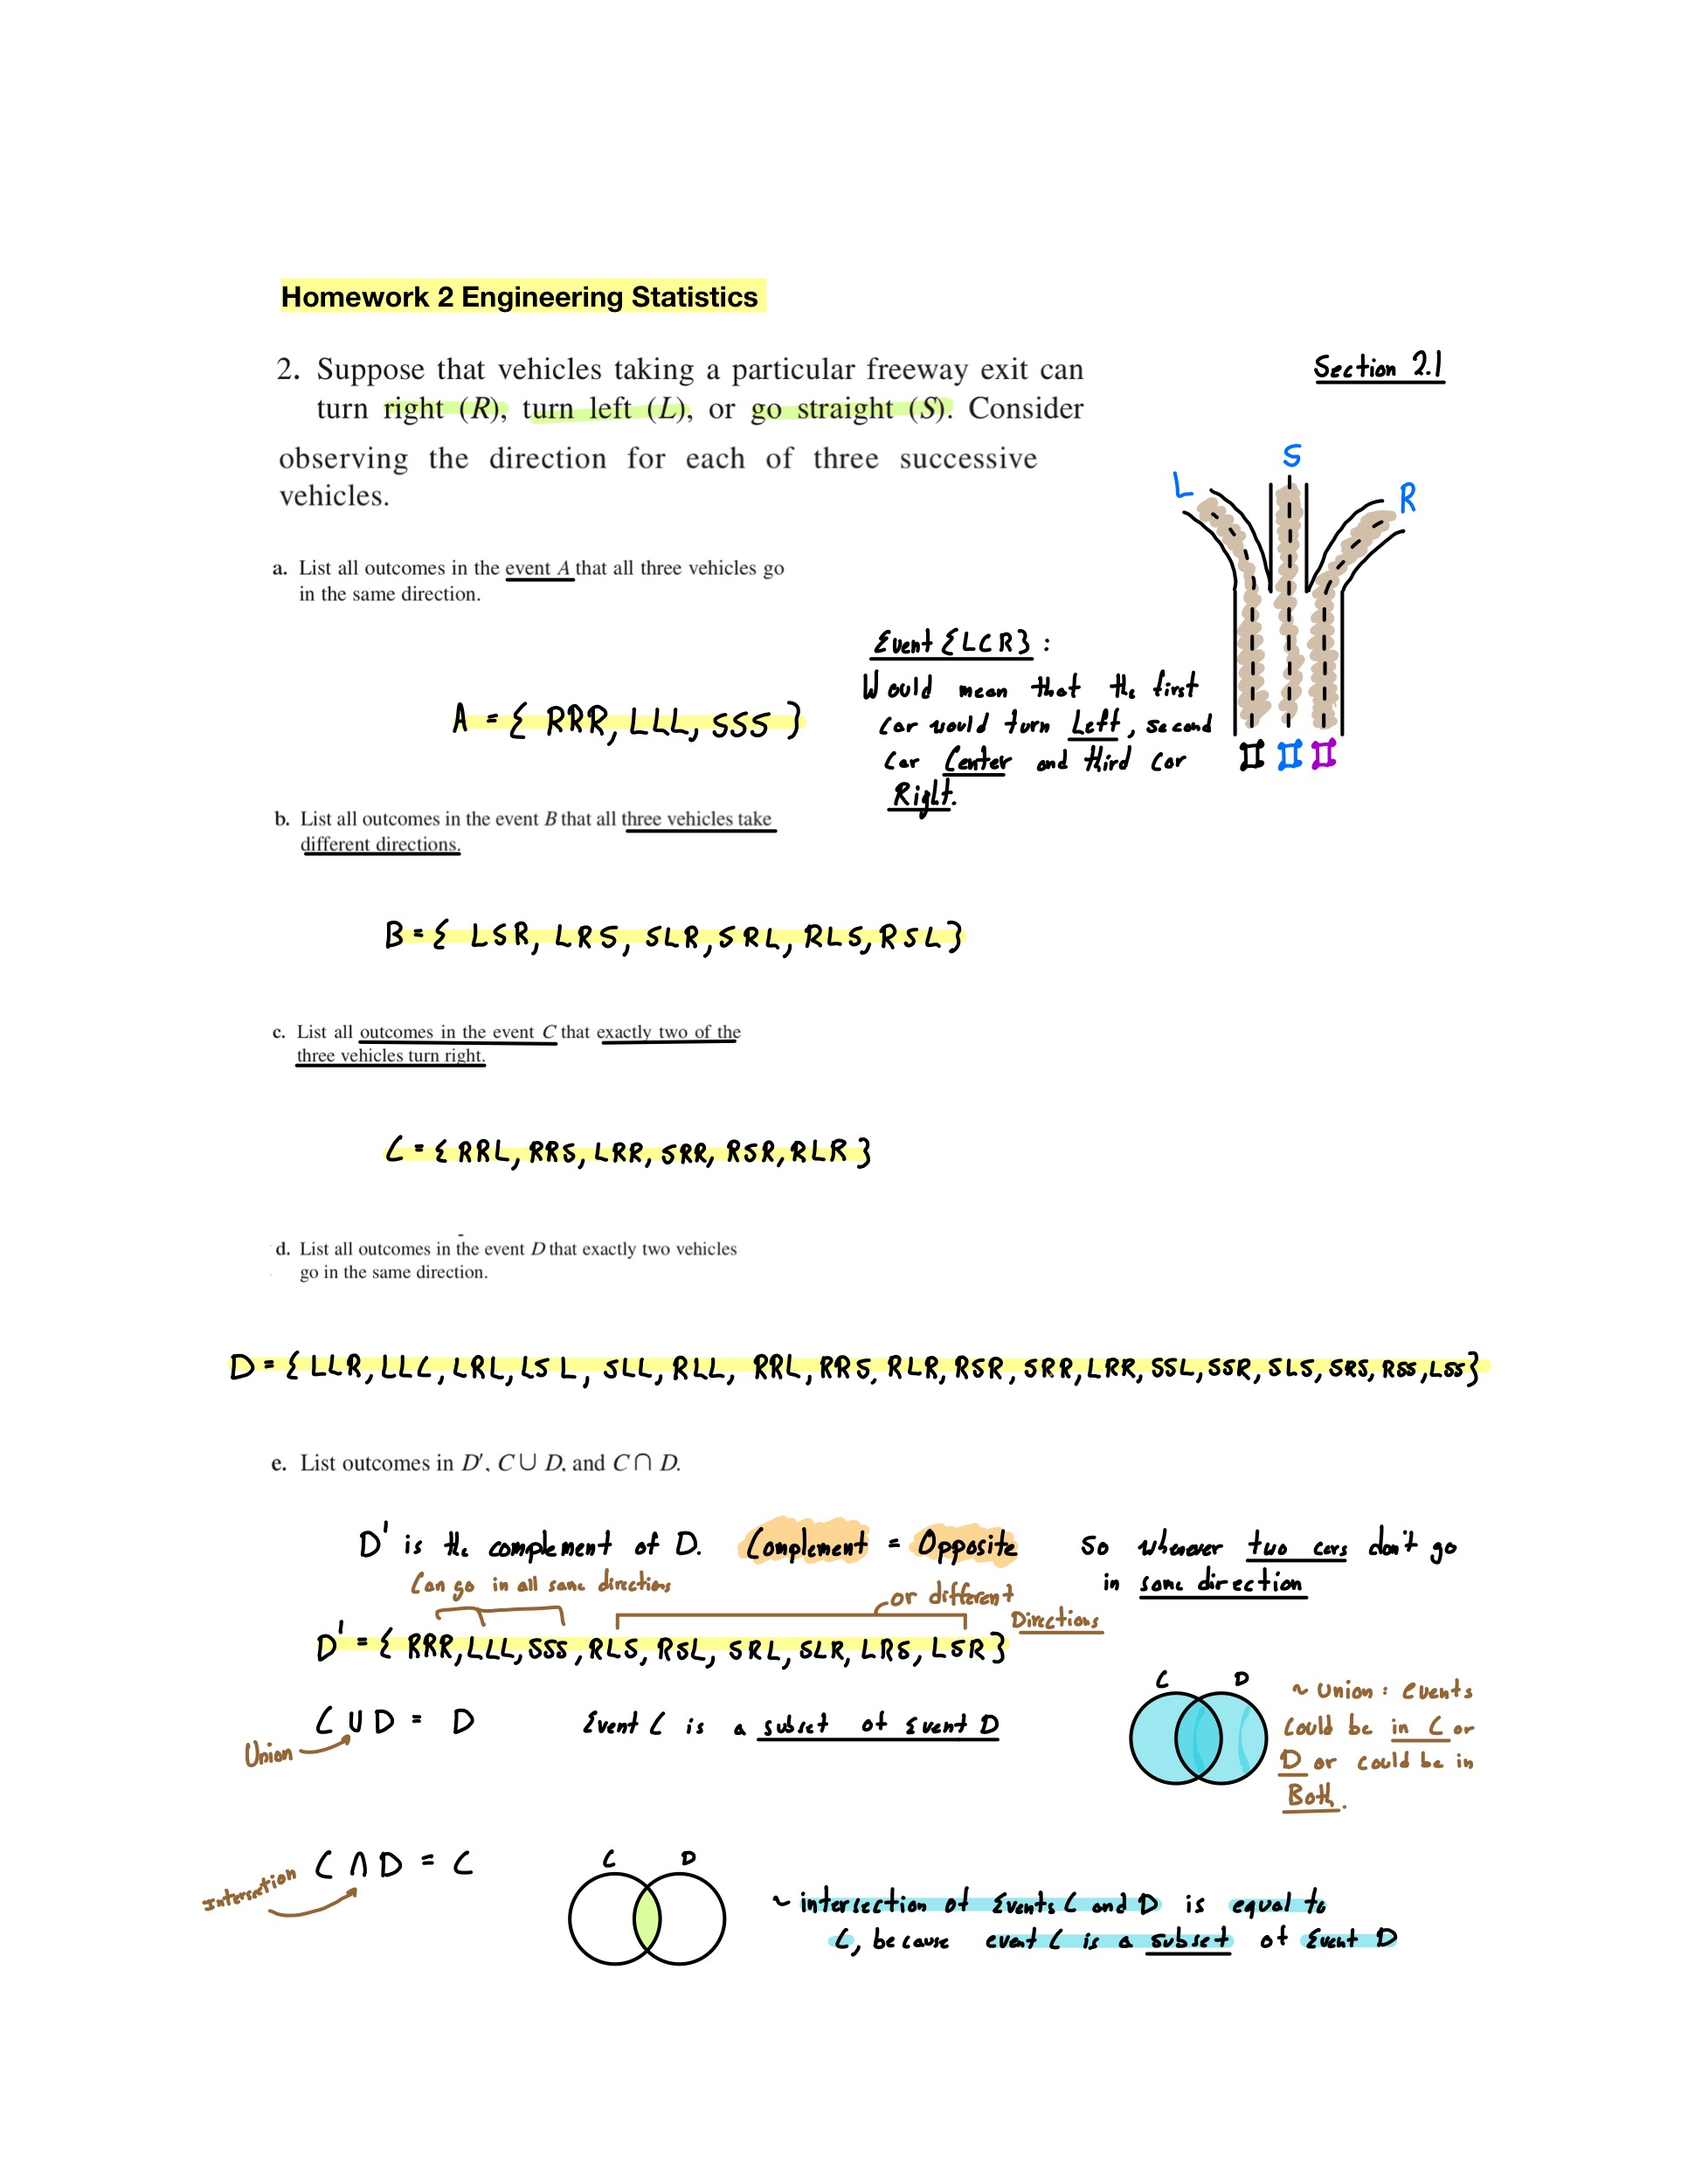 Homework 2 Engineering Statistics
2. Suppose that vehicles taking a particular freeway exit can
turn right (R), turn left (L), or go straight (S). Consider
observing the direction for each of three successive
vehicles.
Section 2.1
L S R
a. List all outcomes in the event A that all three vehicles go
in the same direction.
Event {LCR} :
Would mean that the first
car would turn Left, second
car Center and third car
Right.
A = { RRR, LLL, SSS }
b. List all outcomes in the event B that all three vehicles take
different directions.
B = { LSR, LRS, SLR, SRL, RLS, RSL}
c. List all outcomes in the event C that exactly two of the
three vehicles turn right.
C = { RRL, RRS, LRR, SRR, RSR, RLR }
d. List all outcomes in the event D that exactly two vehicles
go in the same direction.
D = { LLR, LLC, LRL, LSL, SLL, RLL, RRL, RRS, RLR, RSR, SRR, LRR, SSL, SSR, SLS, SRS, RSS, LSS}
e. List outcomes in D′, C ∪ D, and C ∩ D.
D' is the complement of D. Complement = Opposite So whenever two cars don't go
in same direction
Can go in all same directions
or different
Directions
D' = { RRR, LLL, SSS, RLS, RSL, SRL, SLR, LRS, LSR}
C ∪ D = D Event C is a subset of Event D
Union
C D
~ Union: Events
could be in C or
D or could be in
Both.
C ∩ D = C
Intersection
C D
~ intersection of Events C and D is equal to
C, because event C is a subset of Event D